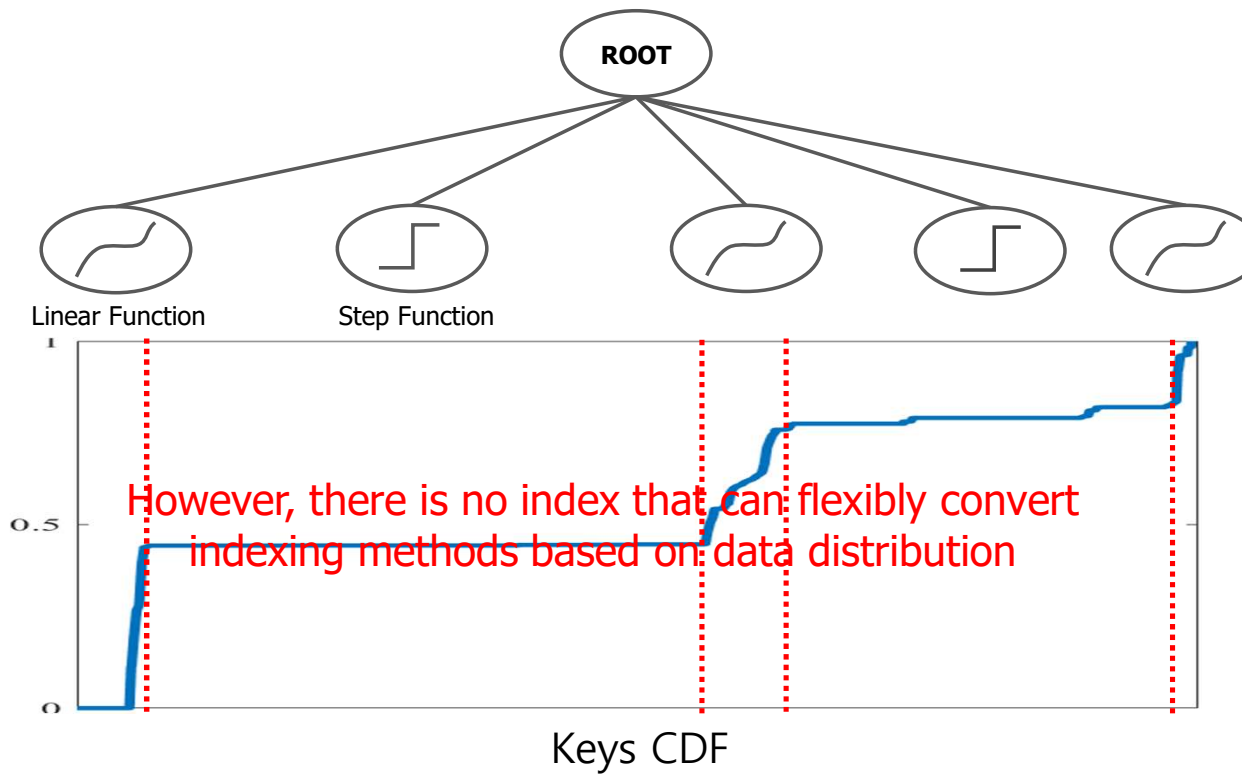 ROOT
Linear Function
Step Function
1
0.5
However, there is no index that can flexibly convert
indexing methods based on data distribution
0
Keys CDF